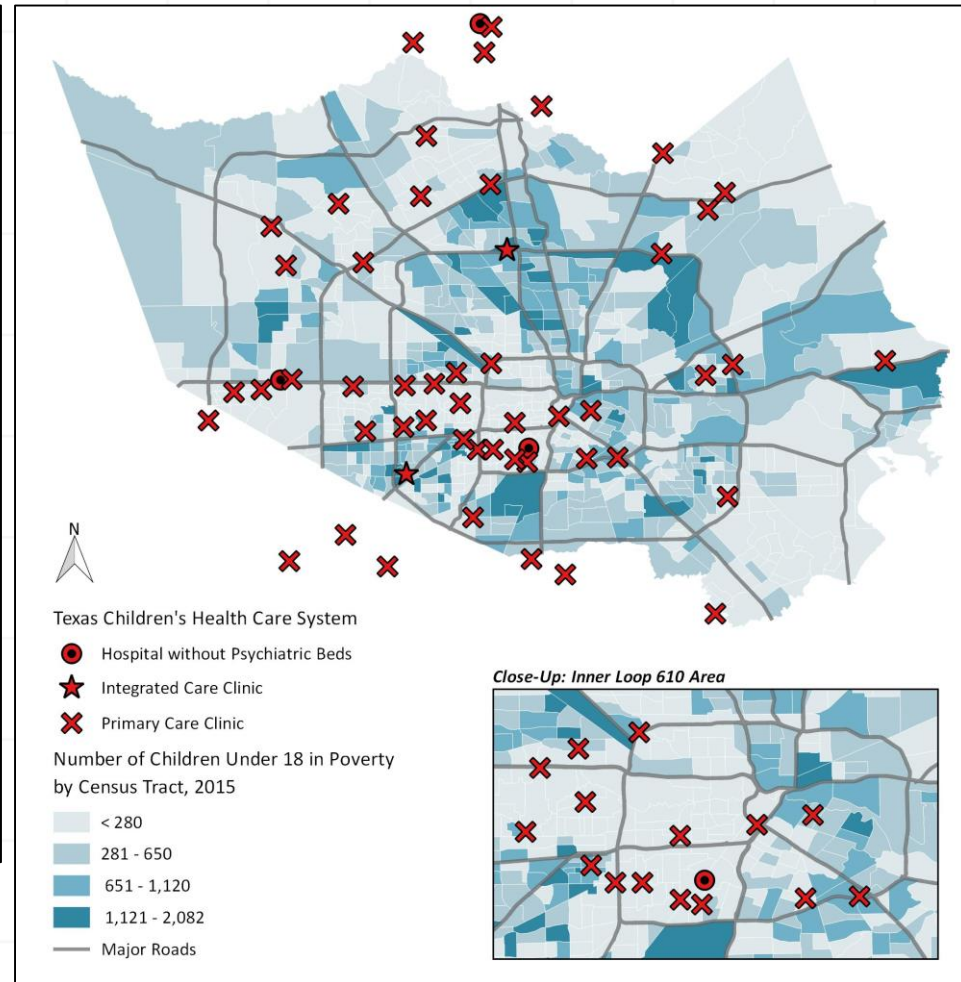 N
Texas Children's Health Care System
Hospital without Psychiatric Beds
Integrated Care Clinic
Primary Care Clinic
Number of Children Under 18 in Poverty
by Census Tract, 2015
< 280
281 - 650
651 - 1,120
1,121 - 2,082
Major Roads
Close-Up: Inner Loop 610 Area